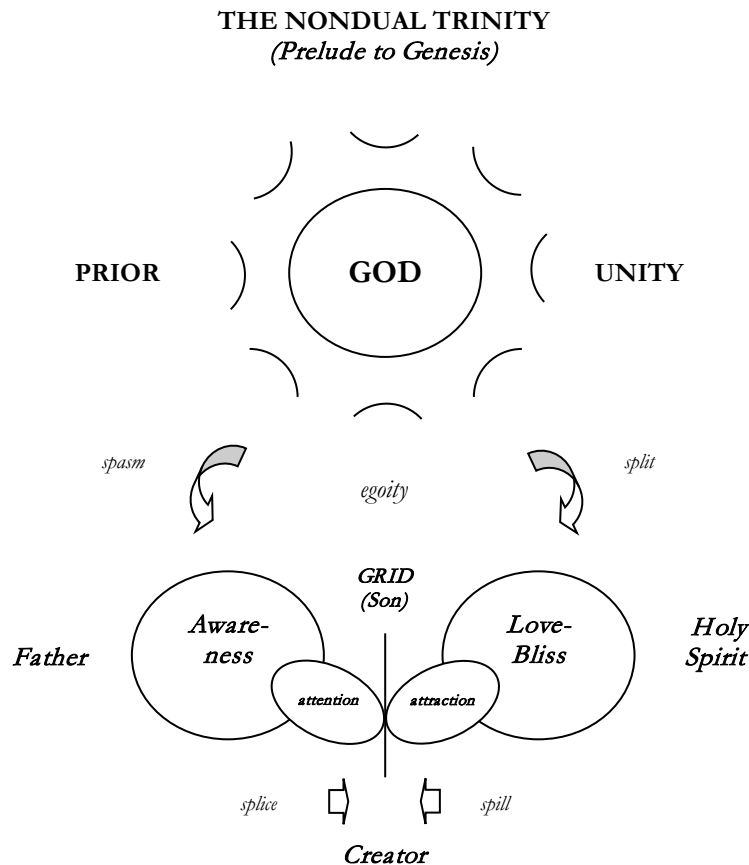 THE NONDUAL TRINITY
(Prelude to Genesis)
PRIOR
GOD
UNITY
spasm
split
egoity
GRID
(Son)
Father
Aware-
ness
Love-
Bliss
Holy
Spirit
attention
attraction
splice
spill
Creator